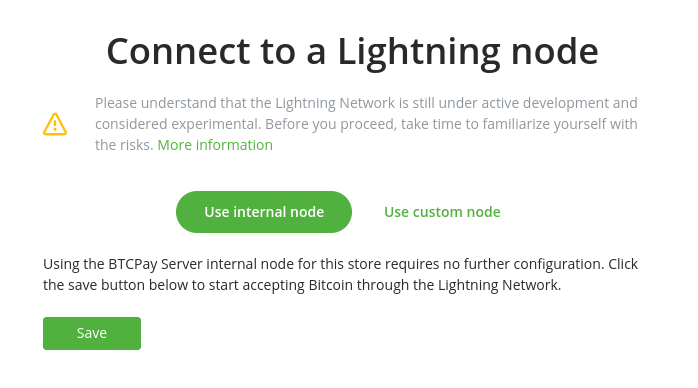 Connect to a Lightning node
Please understand that the Lightning Network is still under active development and
considered experimental. Before you proceed, take time to familiarize yourself with
the risks. More information
Use internal node Use custom node
Using the BTCPay Server internal node for this store requires no further configuration. Click
the save button below to start accepting Bitcoin through the Lightning Network.
Save